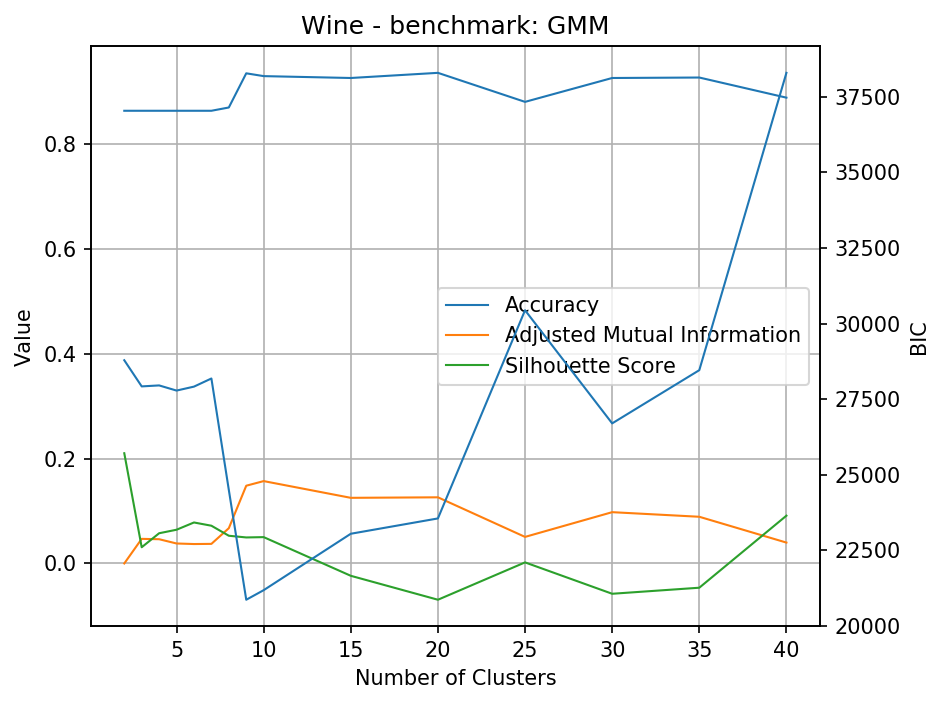 Wine - benchmark: GMM
Value
0.8
0.6
0.4
0.2
0.0
37500
35000
32500
30000
27500
25000
22500
20000
BIC
Accuracy
Adjusted Mutual Information
Silhouette Score
5 10 15 20 25 30 35 40
Number of Clusters